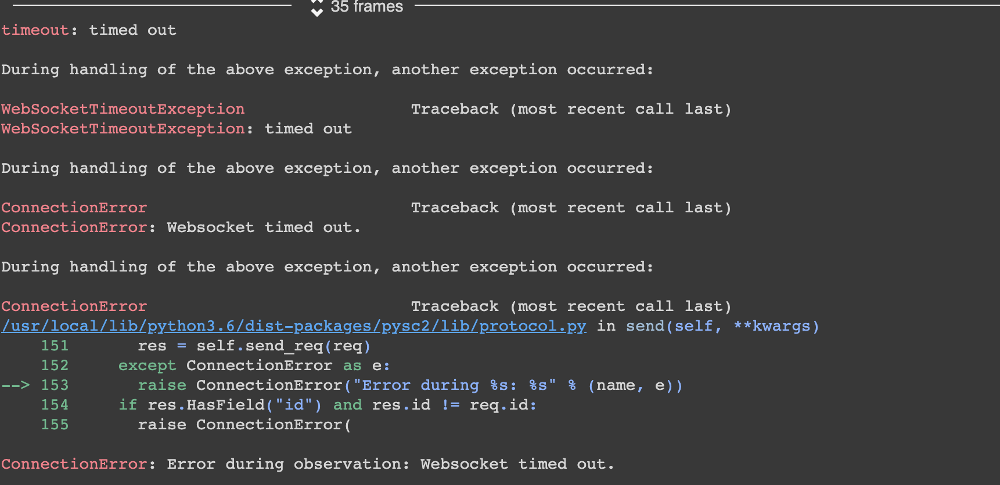 35 frames
timeout: timed out
During handling of the above exception, another exception occurred:
WebSocketTimeoutException                 Traceback (most recent call last)
WebSocketTimeoutException: timed out
During handling of the above exception, another exception occurred:
ConnectionError                           Traceback (most recent call last)
ConnectionError: Websocket timed out.
During handling of the above exception, another exception occurred:
ConnectionError                           Traceback (most recent call last)
/usr/local/lib/python3.6/dist-packages/pysc2/lib/protocol.py in send(self, **kwargs)
    151       res = self.send_req(req)
    152     except ConnectionError as e:
--> 153       raise ConnectionError("Error during %s: %s" % (name, e))
    154     if res.HasField("id") and res.id != req.id:
    155       raise ConnectionError(
ConnectionError: Error during observation: Websocket timed out.